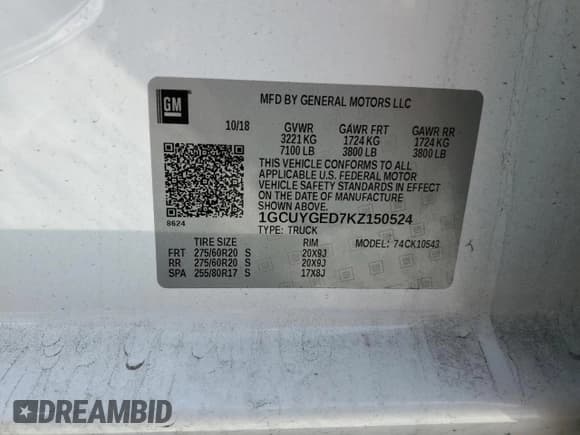 GM
MFD BY GENERAL MOTORS LLC
10/18 GVWR GAWR FRT GAWR RR
3221 KG 1724 KG 1724 KG
7100 LB 3800 LB 3800 LB
THIS VEHICLE CONFORMS TO ALL
APPLICABLE U.S. FEDERAL MOTOR
VEHICLE SAFETY STANDARDS IN EFFECT
ON THE DATE OF MANUFACTURE
SHOWN ABOVE.
8624
1GCUYGED7KZ150524
TYPE: TRUCK
TIRE SIZE RIM MODEL: 74CK10543
FRT 275/60R20 S 20X9J
RR 275/60R20 S 20X9J
SPA 255/80R17 S 17X8J
DREAMBID